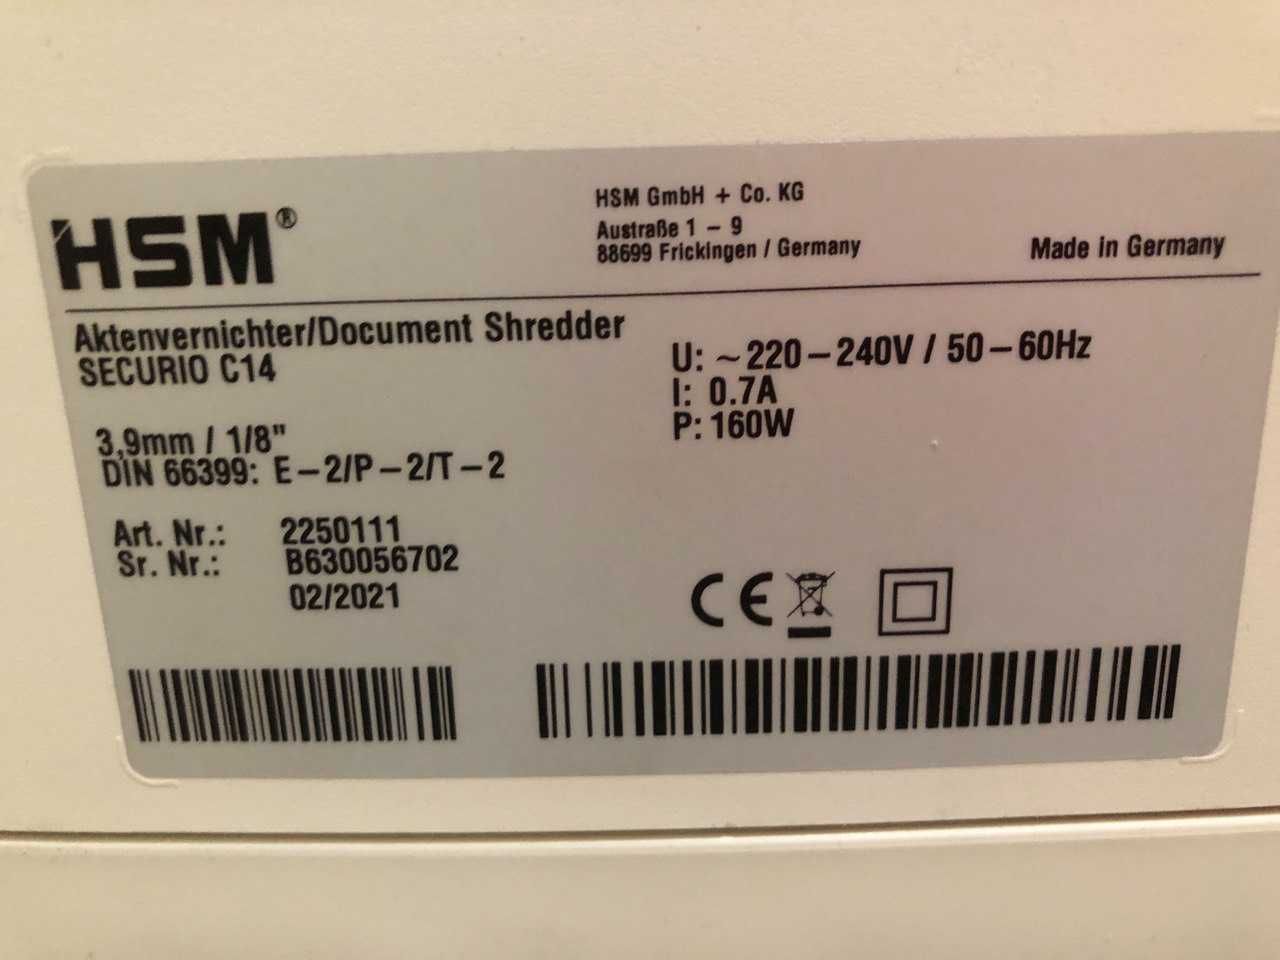 HSM®
HSM GmbH + Co. KG
Austraße 1 – 9
88699 Frickingen / Germany
Made in Germany
Aktenvernichter/Document Shredder
SECURIO C14
3,9mm / 1/8"
DIN 66399: E–2/P–2/T–2
U: ~220–240V / 50–60Hz
I: 0.7A
P: 160W
Art. Nr.: 2250111
Sr. Nr.: B630056702
02/2021
CE